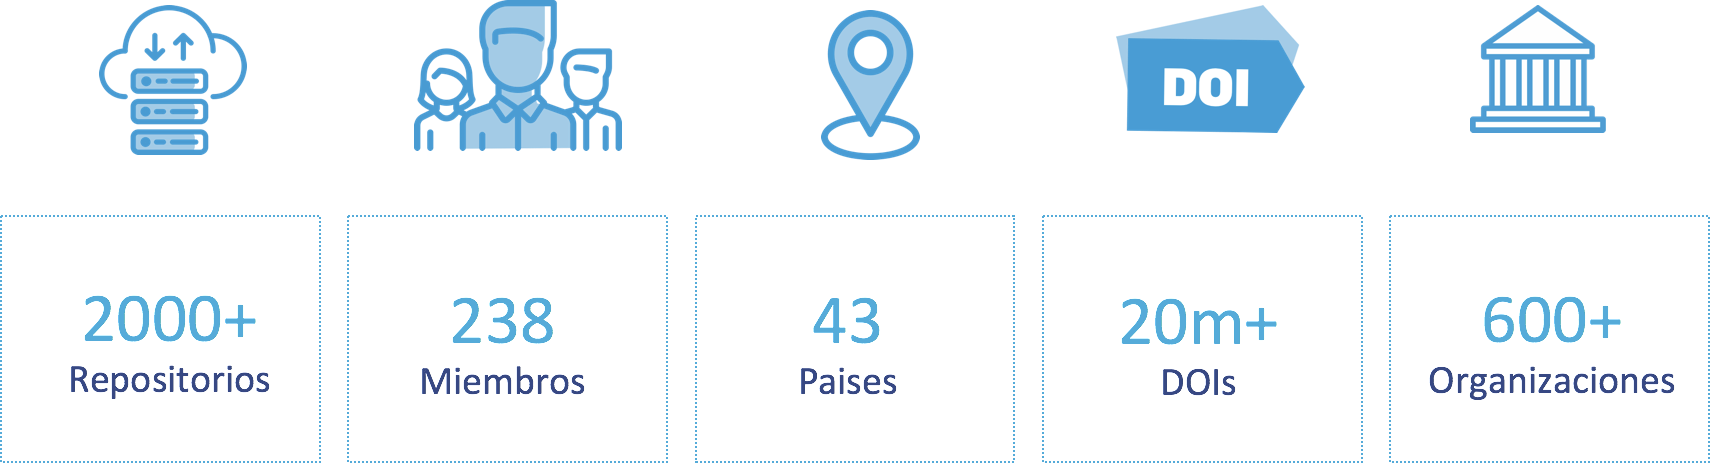 DOI
2000+
Repositorios
238
Miembros
43
Paises
20m+
DOIs
600+
Organizaciones